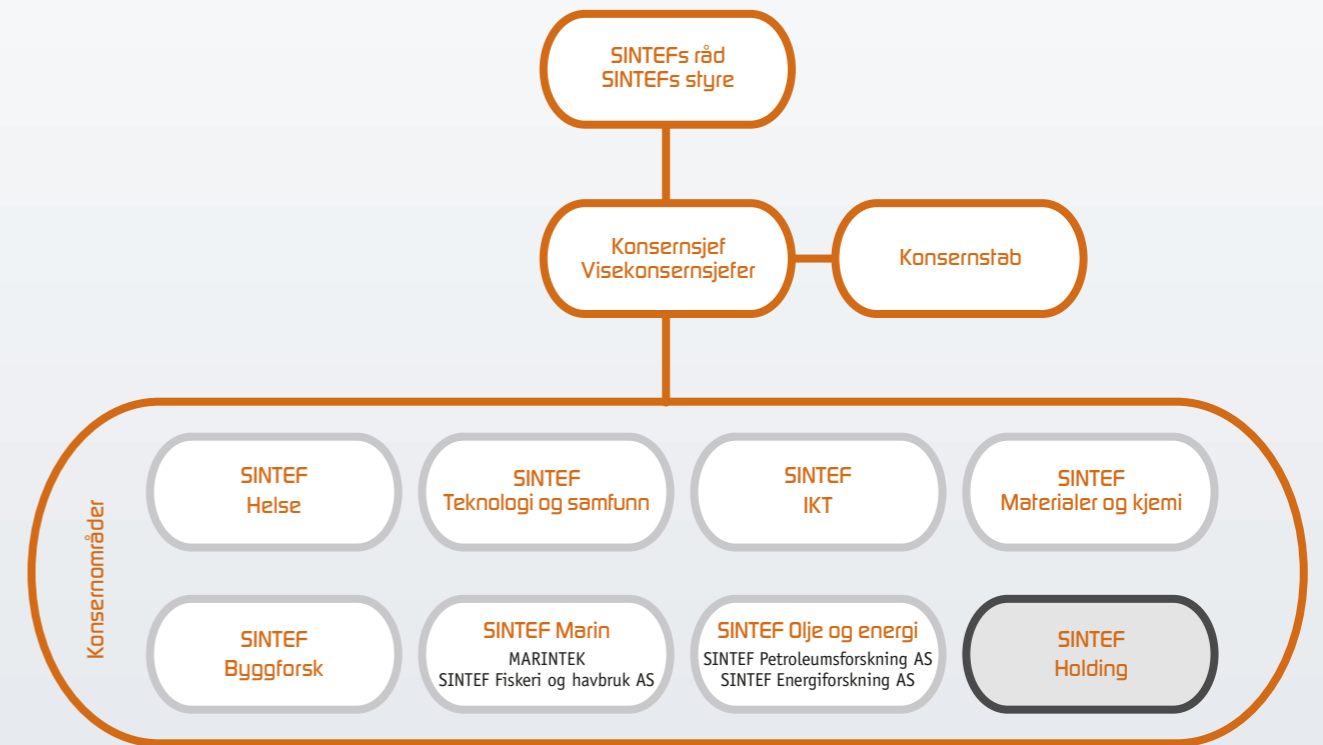 SINTEFs råd
SINTEFs styre
Konsernsjef
Visekonsernsjefer
Konsernstab
Konsernområder
SINTEF
Helse
SINTEF
Teknologi og samfunn
SINTEF
IKT
SINTEF
Materialer og kjemi
SINTEF
Byggforsk
SINTEF Marin
MARINTEK
SINTEF Fiskeri og havbruk AS
SINTEF Olje og energi
SINTEF Petroleumsforskning AS
SINTEF Energiforskning AS
SINTEF
Holding